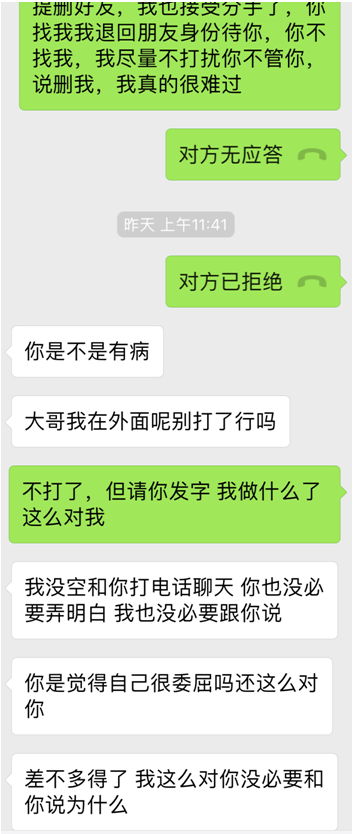 提删好友，我也接受分手了，你
找我我退回朋友身份待你，你不
找我，我尽量不打扰你不管你，
说删我，我真的很难过
对方无应答
昨天 上午11:41
对方已拒绝
你是不是有病
大哥我在外面呢别打了行吗
不打了，但请你发字 我做什么了
这么对我
我没空和你打电话聊天 你也没必
要弄明白 我也没必要跟你说
你是觉得自己很委屈吗还这么对
你
差不多得了 我这么对你没必要和
你说为什么